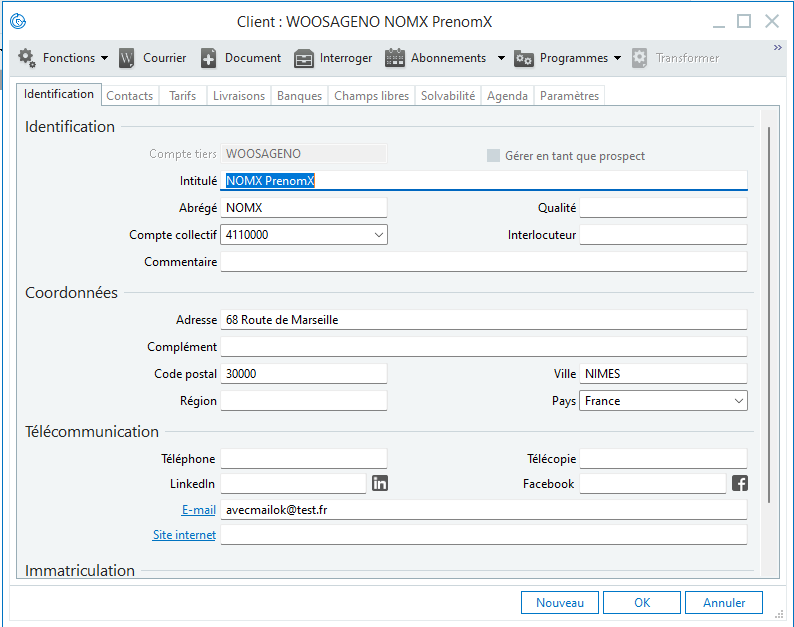 Client : WOOSAGENO NOMX PrenomX
Fonctions Courrier Document Interroger Abonnements Programmes Transformer »
Identification Contacts Tarifs Livraisons Banques Champs libres Solvabilité Agenda Paramètres
Identification
Compte tiers WOOSAGENO Gérer en tant que prospect
Intitulé NOMX PrenomX
Abrégé NOMX Qualité
Compte collectif 4110000 Interlocuteur
Commentaire
Coordonnées
Adresse 68 Route de Marseille
Complément
Code postal 30000 Ville NIMES
Région Pays France
Télécommunication
Téléphone Télécopie
LinkedIn in Facebook f
E-mail avecmailok@test.fr
Site internet
Immatriculation
Nouveau OK Annuler